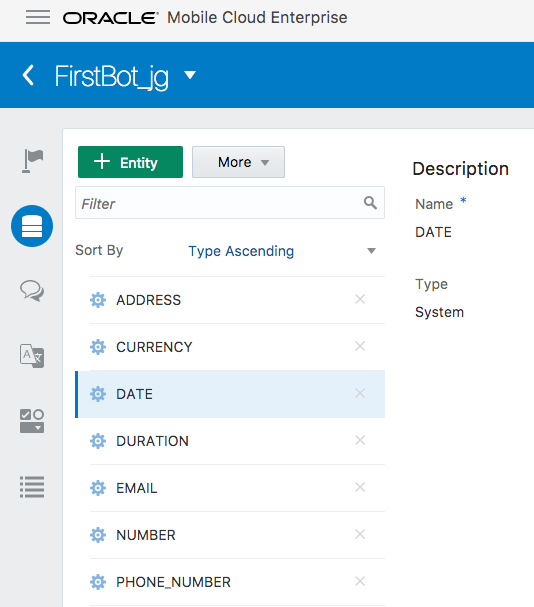 ORACLE Mobile Cloud Enterprise
FirstBot_jg
+ Entity
More
Filter
Sort By
Type Ascending
ADDRESS
CURRENCY
DATE
DURATION
EMAIL
NUMBER
PHONE_NUMBER
Description
Name *
DATE
Type
System